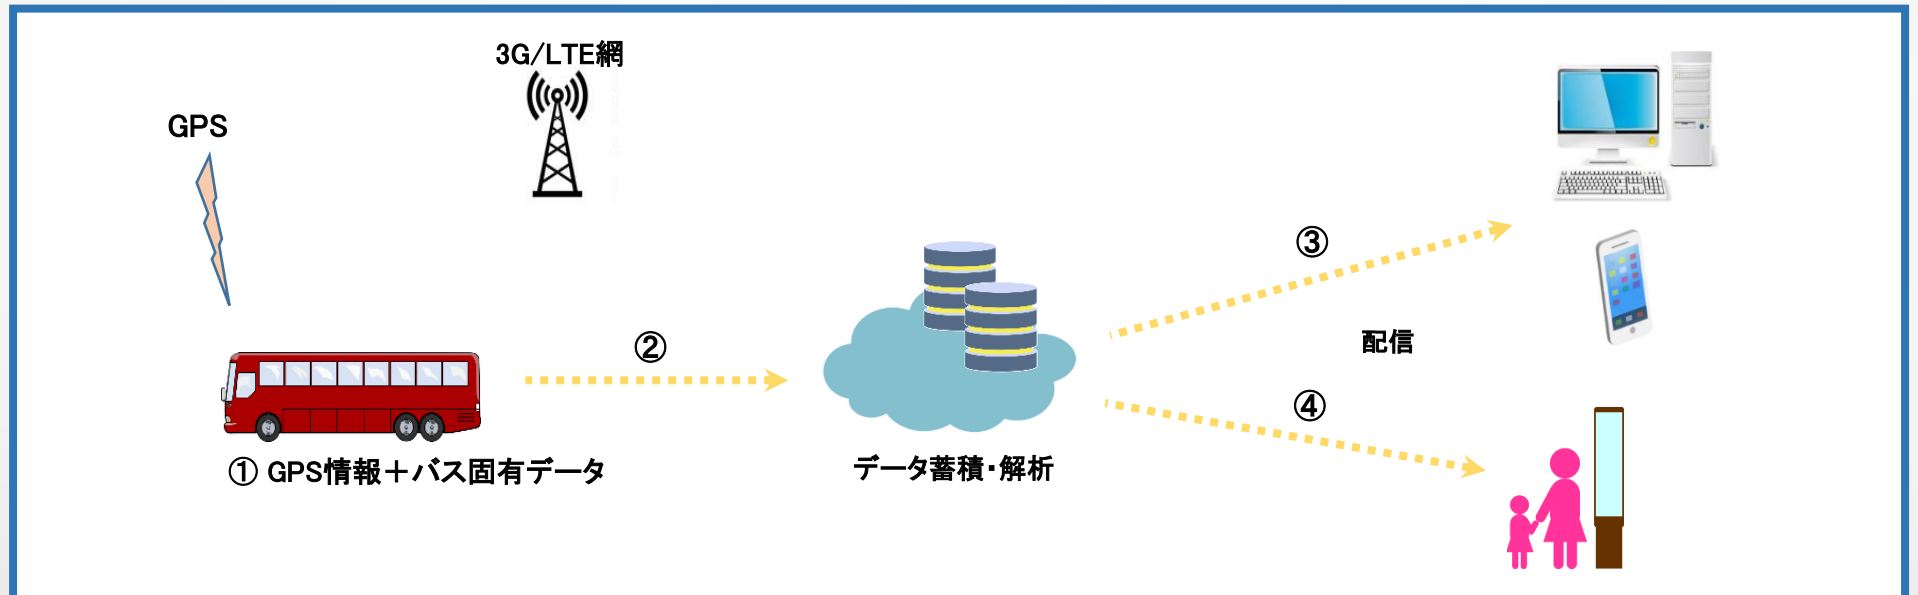 3G/LTE網
GPS
③
②
配信
④
① GPS情報＋バス固有データ
データ蓄積・解析